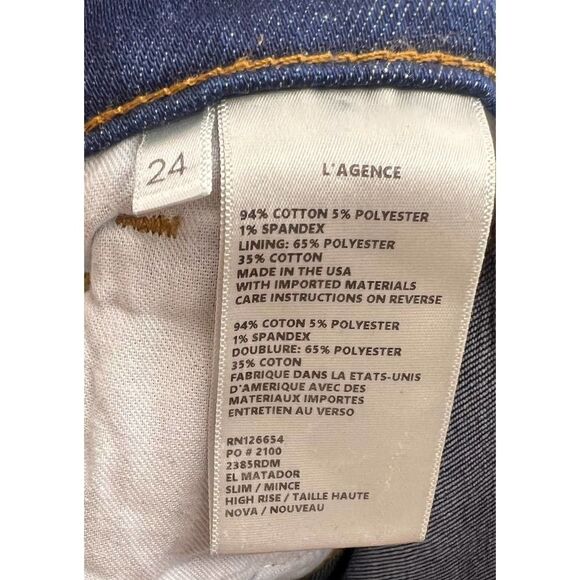 24
L'AGENCE
94% COTTON 5% POLYESTER
1% SPANDEX
LINING: 65% POLYESTER
35% COTTON
MADE IN THE USA
WITH IMPORTED MATERIALS
CARE INSTRUCTIONS ON REVERSE
94% COTON 5% POLYESTER
1% SPANDEX
DOUBLURE: 65% POLYESTER
35% COTON
FABRIQUE DANS LA ETATS-UNIS
D'AMERIQUE AVEC DES
MATERIAUX IMPORTES
ENTRETIEN AU VERSO
RN126654
PO # 2100
2385RDM
EL MATADOR
SLIM / MINCE
HIGH RISE / TAILLE HAUTE
NOVA / NOUVEAU